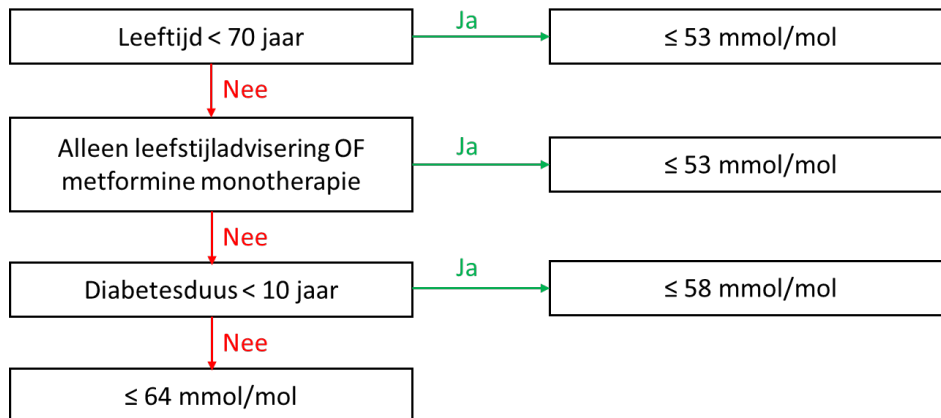 Leeftijd < 70 jaar
Ja
≤ 53 mmol/mol
Nee
Alleen leefstijladvisering OF
metformine monotherapie
Ja
≤ 53 mmol/mol
Nee
Diabetesduus < 10 jaar
Ja
≤ 58 mmol/mol
Nee
≤ 64 mmol/mol